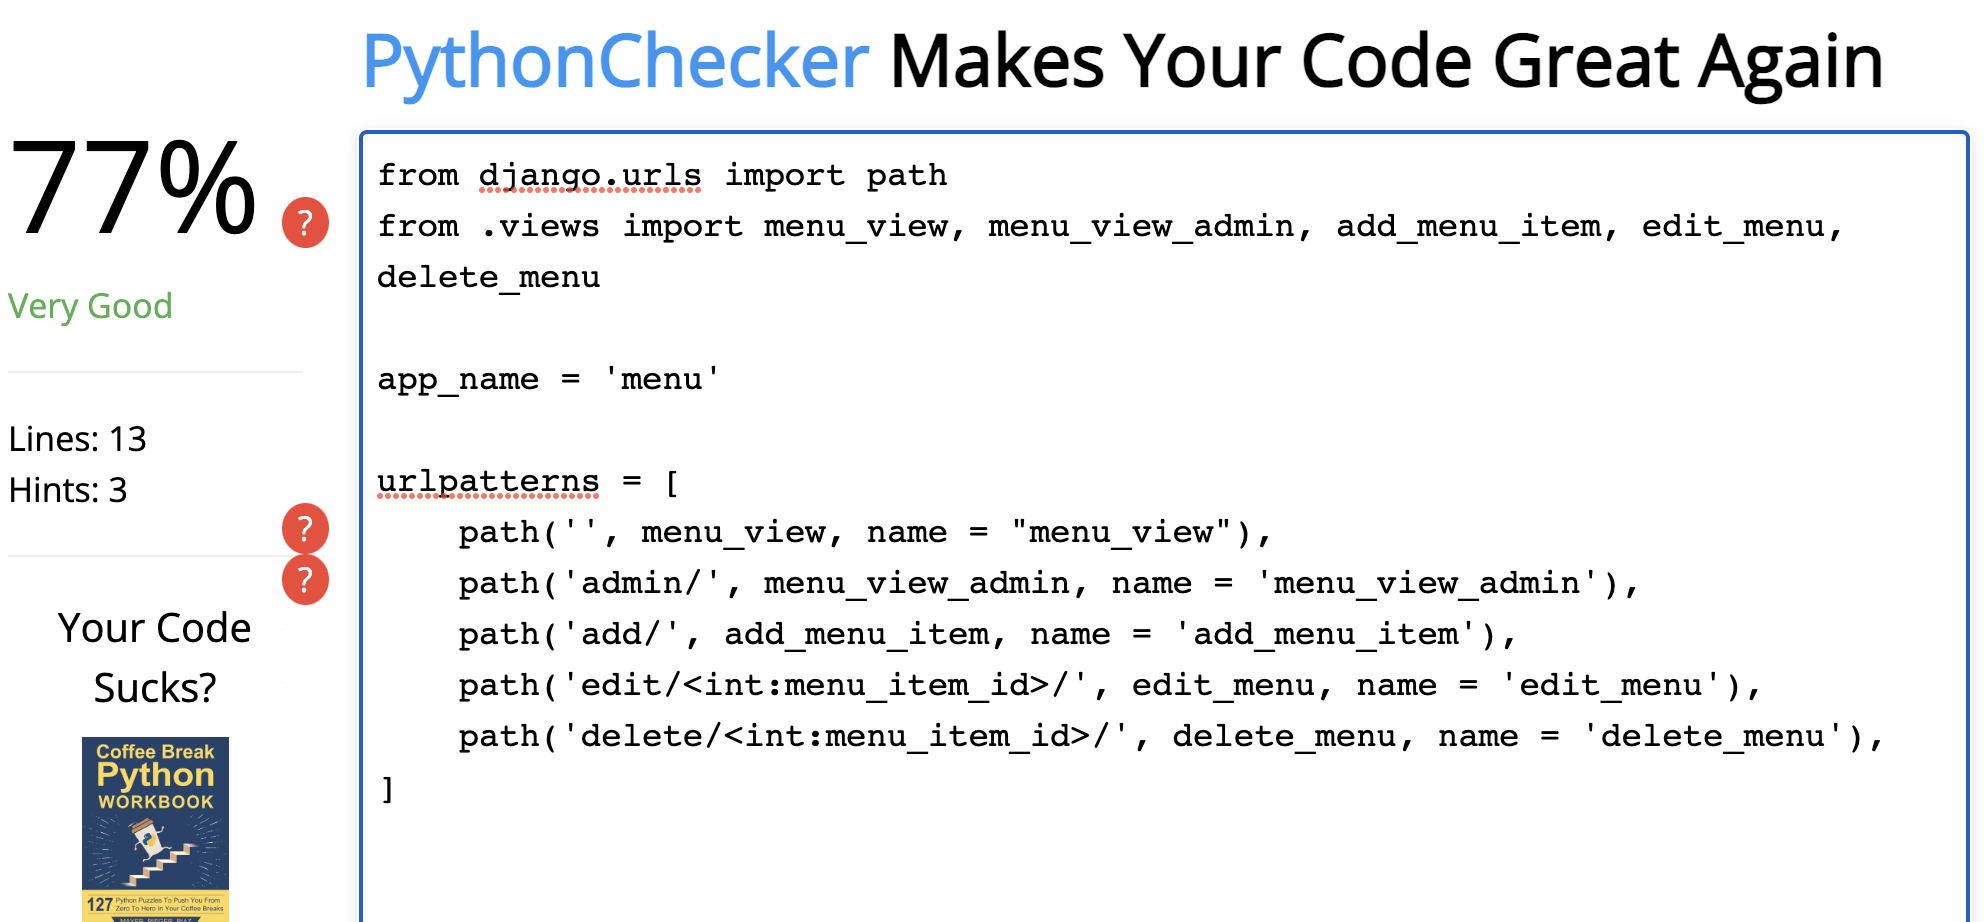 PythonChecker Makes Your Code Great Again
77%
?
Very Good
Lines: 13
Hints: 3
?
?
Your Code
Sucks?
Coffee Break
Python
WORKBOOK
127 Python Puzzles To Push You From
Zero To Hero in Your Coffee Breaks
from django.urls import path
from .views import menu_view, menu_view_admin, add_menu_item, edit_menu,
delete_menu
app_name = 'menu'
urlpatterns = [
    path('', menu_view, name = "menu_view"),
    path('admin/', menu_view_admin, name = 'menu_view_admin'),
    path('add/', add_menu_item, name = 'add_menu_item'),
    path('edit/<int:menu_item_id>/', edit_menu, name = 'edit_menu'),
    path('delete/<int:menu_item_id>/', delete_menu, name = 'delete_menu'),
]